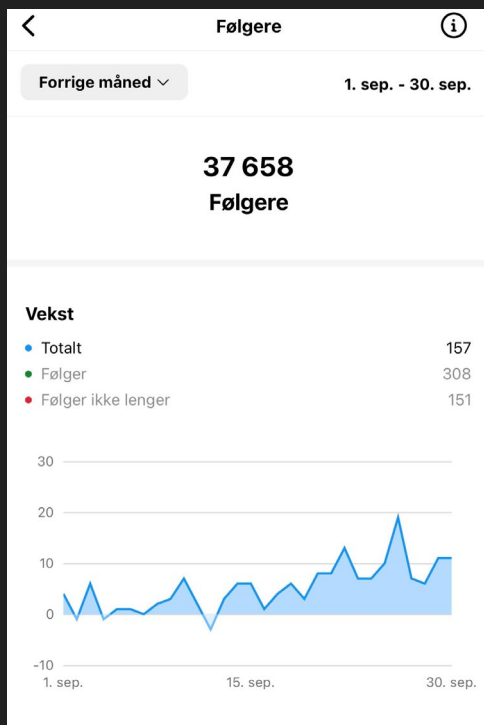 Følgere
Forrige måned
1. sep. - 30. sep.
37 658
Følgere
Vekst
Totalt 157
Følger 308
Følger ikke lenger 151
30
20
10
0
-10
1. sep. 15. sep. 30. sep.